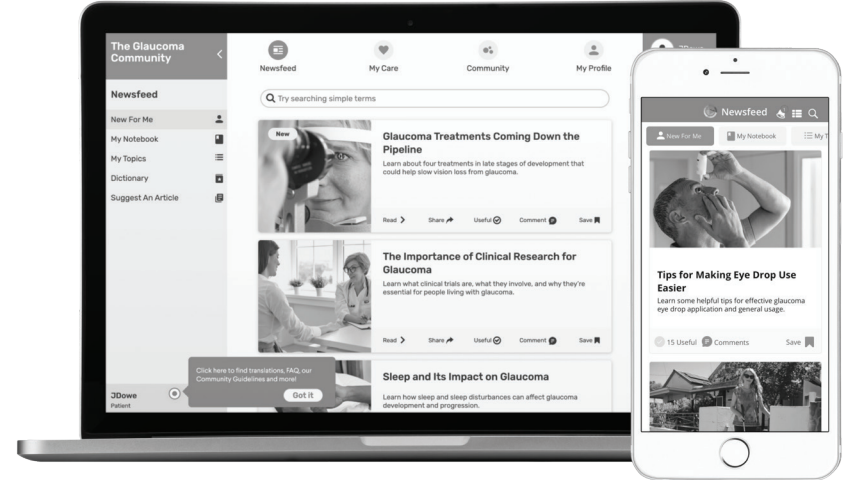 The Glaucoma
Community
Newsfeed
My Care
Community
My Profile
JDowe
Newsfeed
New For Me
My Notebook
My Topics
Dictionary
Suggest An Article
Try searching simple terms
New
Glaucoma Treatments Coming Down the
Pipeline
Learn about four treatments in late stages of development that
could help slow vision loss from glaucoma.
Read
Share
Useful
Comment
Save
The Importance of Clinical Research for
Glaucoma
Learn what clinical trials are, what they involve, and why they're
essential for people living with glaucoma.
Read
Share
Useful
Comment
Save
Sleep and Its Impact on Glaucoma
Learn how sleep and sleep disturbances can affect glaucoma
development and progression.
Click here to find translations, FAQ, our
Community Guidelines and more!
Got it
JDowe
Patient
Newsfeed
New For Me
My Notebook
My T
Tips for Making Eye Drop Use
Easier
Learn some helpful tips for effective glaucoma
eye drop application and general usage.
15 Useful
Comments
Save